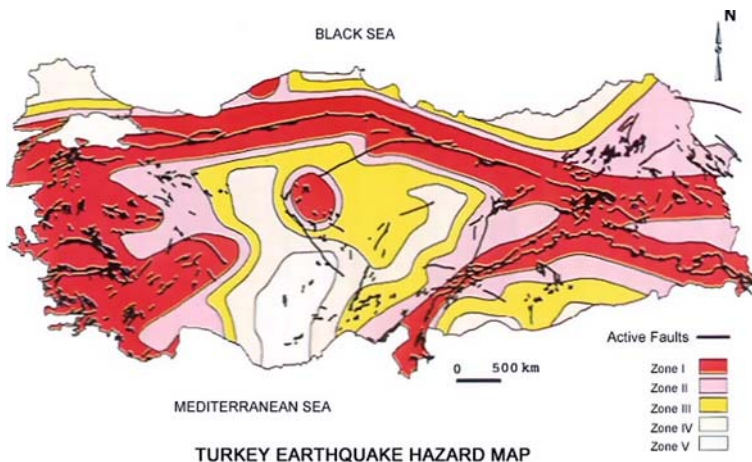 BLACK SEA
N
Active Faults
Zone I
0 500 km
Zone II
Zone III
MEDITERRANEAN SEA
Zone IV
Zone V
TURKEY EARTHQUAKE HAZARD MAP